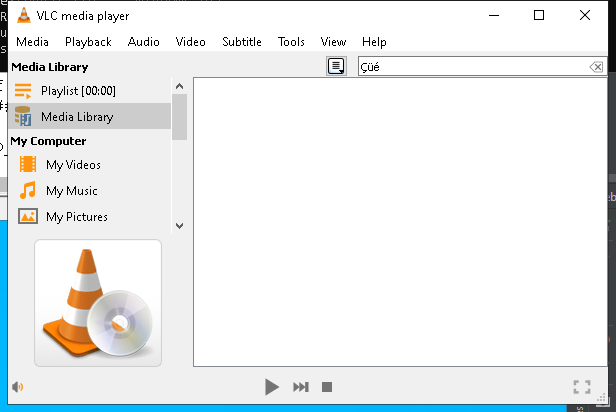 VLC media player
Media Playback Audio Video Subtitle Tools View Help
Media Library
Çüé
Playlist [00:00]
Media Library
My Computer
My Videos
My Music
My Pictures